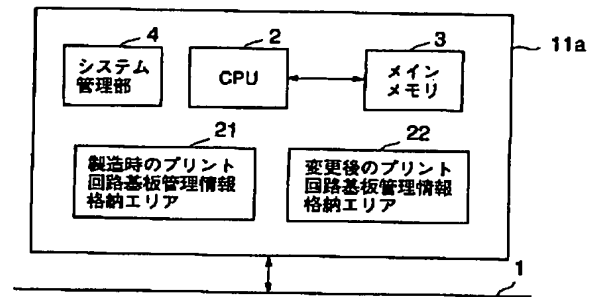 4
2
3
11a
システム
管理部
CPU
メイン
メモリ
21
22
製造時のプリント
回路基板管理情報
格納エリア
変更後のプリント
回路基板管理情報
格納エリア
1